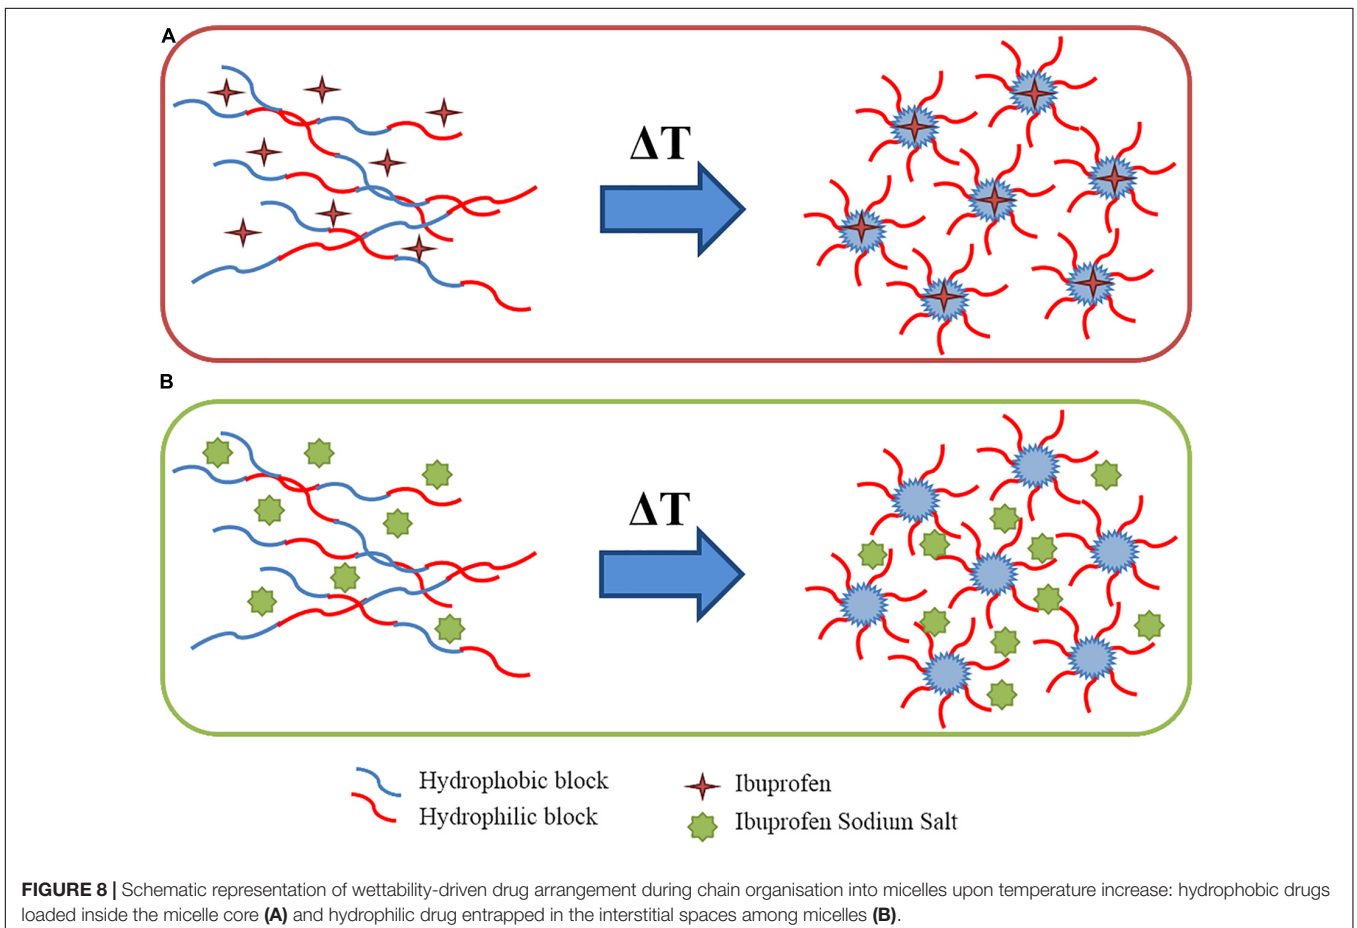 A
ΔT
B
ΔT
Hydrophobic block
Hydrophilic block
Ibuprofen
Ibuprofen Sodium Salt
FIGURE 8 | Schematic representation of wettability-driven drug arrangement during chain organisation into micelles upon temperature increase: hydrophobic drugs
loaded inside the micelle core (A) and hydrophilic drug entrapped in the interstitial spaces among micelles (B).